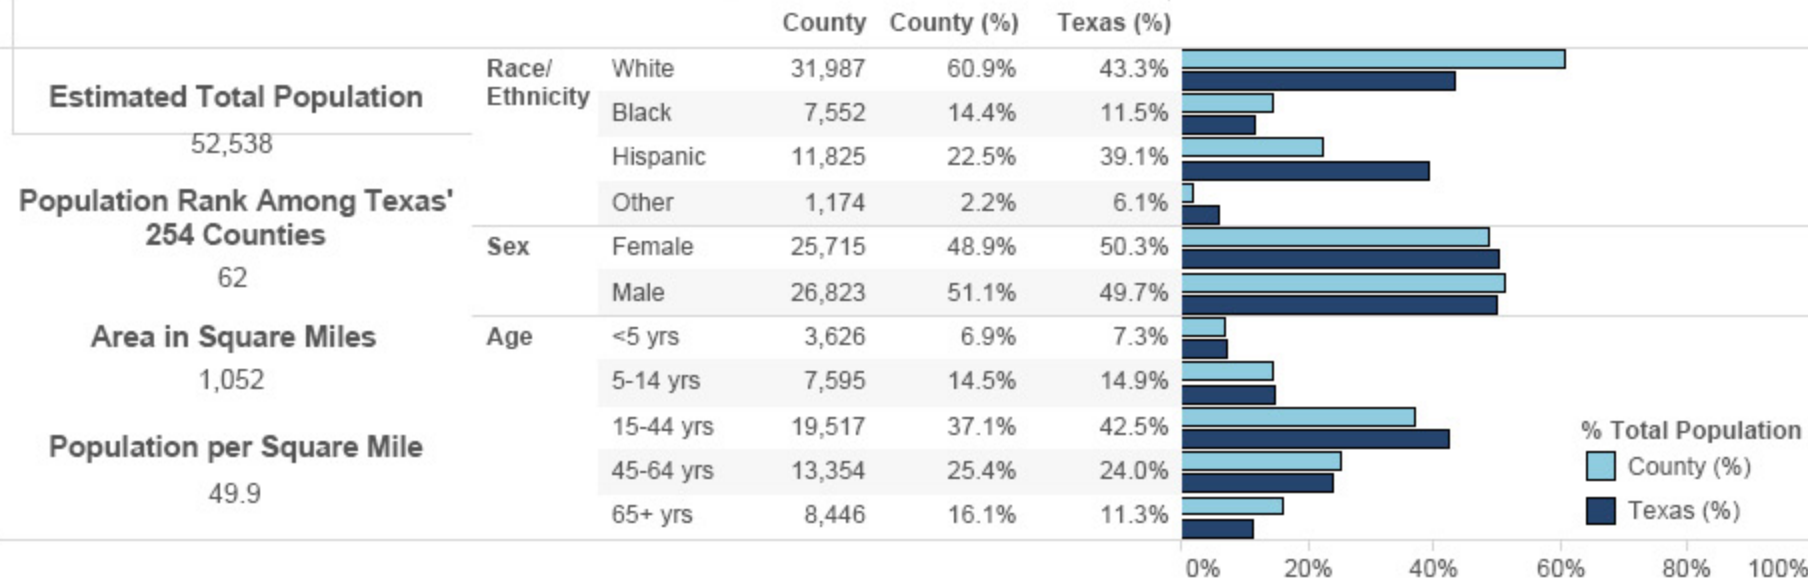 Estimated Total Population
52,538
Population Rank Among Texas'
254 Counties
62
Area in Square Miles
1,052
Population per Square Mile
49.9
County County (%) Texas (%)
Race/
Ethnicity
White 31,987 60.9% 43.3%
Black 7,552 14.4% 11.5%
Hispanic 11,825 22.5% 39.1%
Other 1,174 2.2% 6.1%
Sex Female 25,715 48.9% 50.3%
Male 26,823 51.1% 49.7%
Age <5 yrs 3,626 6.9% 7.3%
5-14 yrs 7,595 14.5% 14.9%
15-44 yrs 19,517 37.1% 42.5%
45-64 yrs 13,354 25.4% 24.0%
65+ yrs 8,446 16.1% 11.3%
% Total Population
County (%)
Texas (%)
0% 20% 40% 60% 80% 100%